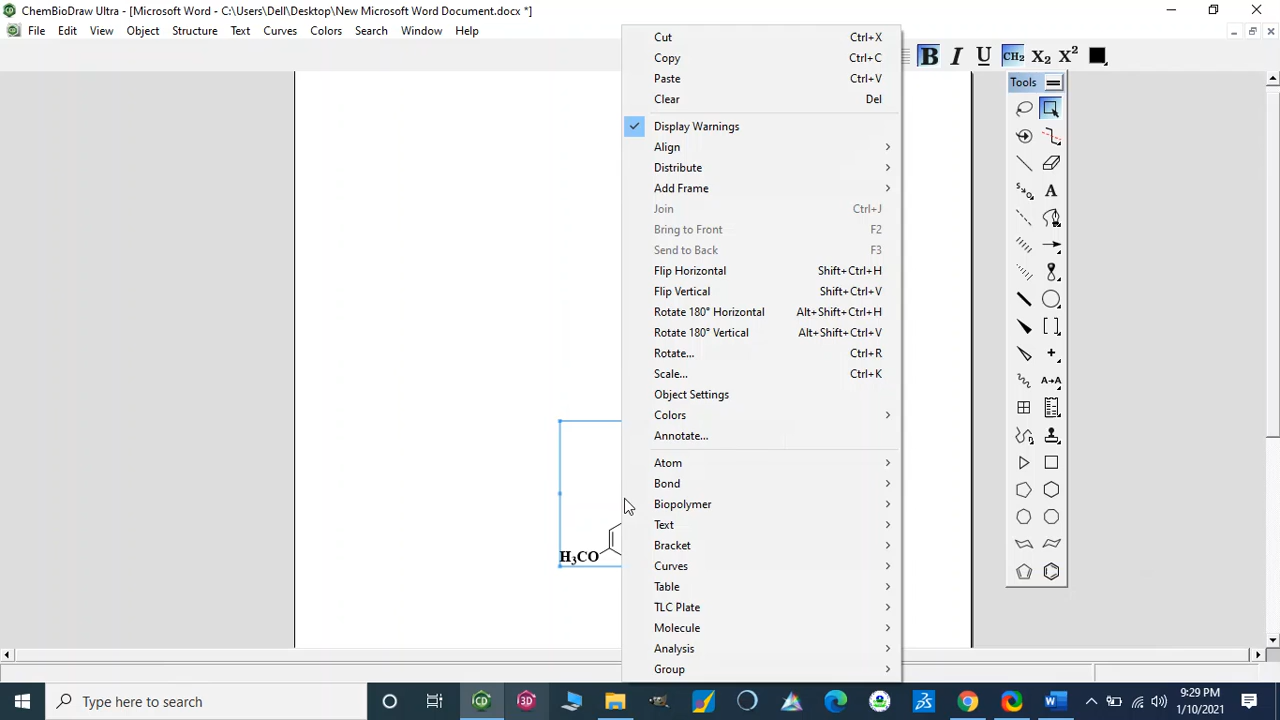 ChemBioDraw Ultra - [Microsoft Word - C:\Users\Dell\Desktop\New Microsoft Word Document.docx *]
File Edit View Object Structure Text Curves Colors Search Window Help
B I U CH2 X2 X2
Tools
Cut Ctrl+X
Copy Ctrl+C
Paste Ctrl+V
Clear Del
Display Warnings
Align
Distribute
Add Frame
Join Ctrl+J
Bring to Front F2
Send to Back F3
Flip Horizontal Shift+Ctrl+H
Flip Vertical Shift+Ctrl+V
Rotate 180° Horizontal Alt+Shift+Ctrl+H
Rotate 180° Vertical Alt+Shift+Ctrl+V
Rotate... Ctrl+R
Scale... Ctrl+K
Object Settings
Colors
Annotate...
Atom
Bond
Biopolymer
Text
Bracket
Curves
Table
TLC Plate
Molecule
Analysis
Group
H3CO
A
A→A
Type here to search
9:29 PM
1/10/2021